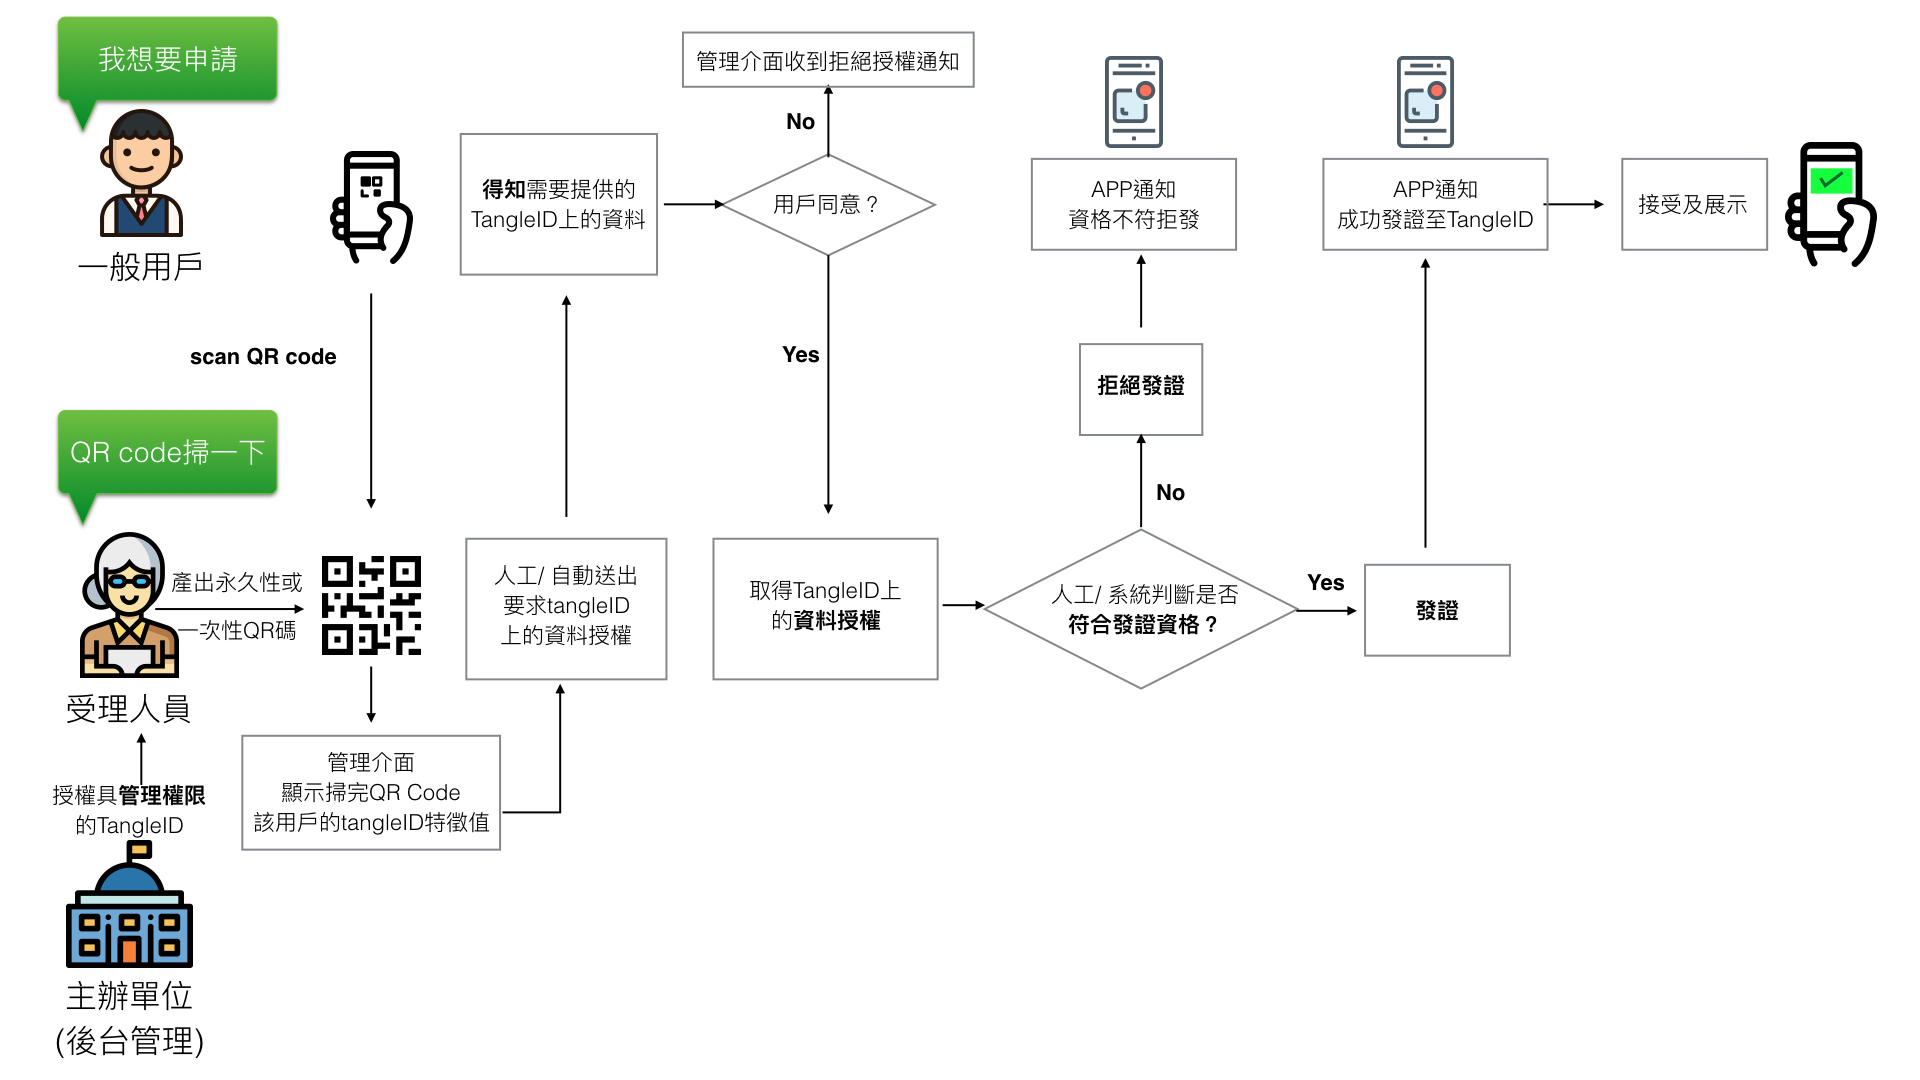 我想要申請
一般用戶
scan QR code
QR code掃一下
產出永久性或
一次性QR碼
受理人員
授權具管理權限
的TangleID
主辦單位
(後台管理)
管理介面
顯示掃完QR Code
該用戶的tangleID特徵值
人工/ 自動送出
要求tangleID
上的資料授權
得知需要提供的
TangleID上的資料
用戶同意？
No
管理介面收到拒絕授權通知
Yes
取得TangleID上
的資料授權
人工/ 系統判斷是否
符合發證資格？
No
拒絕發證
APP通知
資格不符拒發
Yes
發證
APP通知
成功發證至TangleID
接受及展示